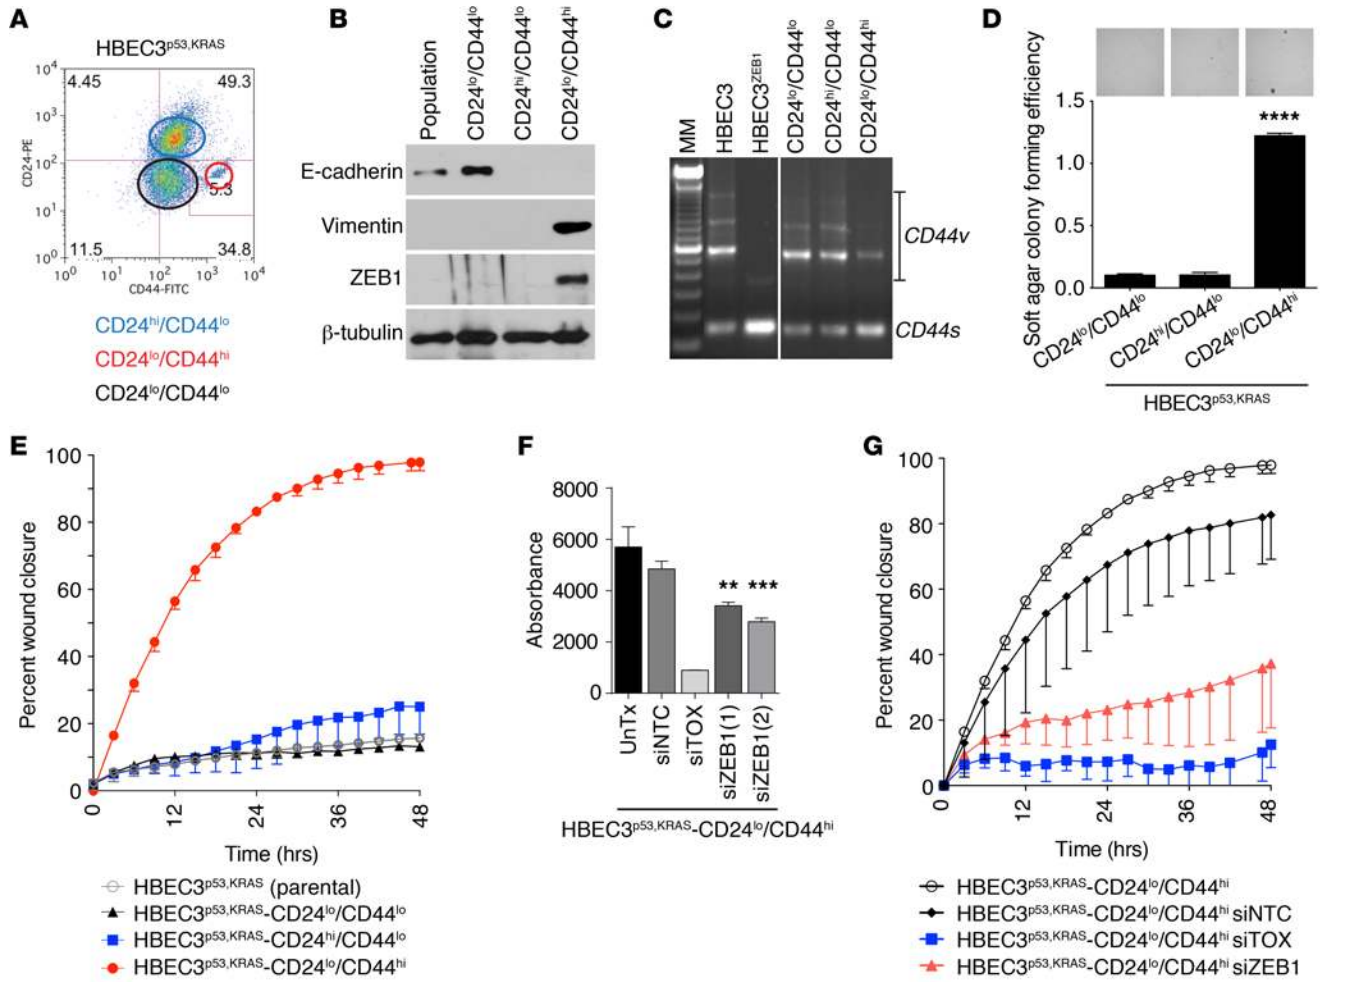 A
HBEC3p53,KRAS
4.45
49.3
5.3
11.5
34.8
CD24-PE
10⁴
10³
10²
10¹
10⁰
10⁰
10¹
10²
10³
10⁴
CD44-FITC
CD24hi/CD44lo
CD24lo/CD44hi
CD24lo/CD44lo
B
Population
CD24lo/CD44lo
CD24hi/CD44lo
CD24lo/CD44hi
E-cadherin
Vimentin
ZEB1
β-tubulin
C
MM
HBEC3
HBEC3ZEB1
CD24lo/CD44lo
CD24hi/CD44lo
CD24lo/CD44hi
CD44v
CD44s
D
Soft agar colony forming efficiency
1.5
1.0
0.5
0.0
****
CD24lo/CD44lo
CD24hi/CD44lo
CD24lo/CD44hi
HBEC3p53,KRAS
E
Percent wound closure
100
80
60
40
20
0
0
12
24
36
48
Time (hrs)
HBEC3p53,KRAS (parental)
HBEC3p53,KRAS-CD24lo/CD44lo
HBEC3p53,KRAS-CD24hi/CD44lo
HBEC3p53,KRAS-CD24lo/CD44hi
F
Absorbance
8000
6000
4000
2000
0
** ***
UnTx
siNTC
siTOX
siZEB1(1)
siZEB1(2)
HBEC3p53,KRAS-CD24lo/CD44hi
G
Percent wound closure
100
80
60
40
20
0
0
12
24
36
48
Time (hrs)
HBEC3p53,KRAS-CD24lo/CD44hi
HBEC3p53,KRAS-CD24lo/CD44hi siNTC
HBEC3p53,KRAS-CD24lo/CD44hi siTOX
HBEC3p53,KRAS-CD24lo/CD44hi siZEB1